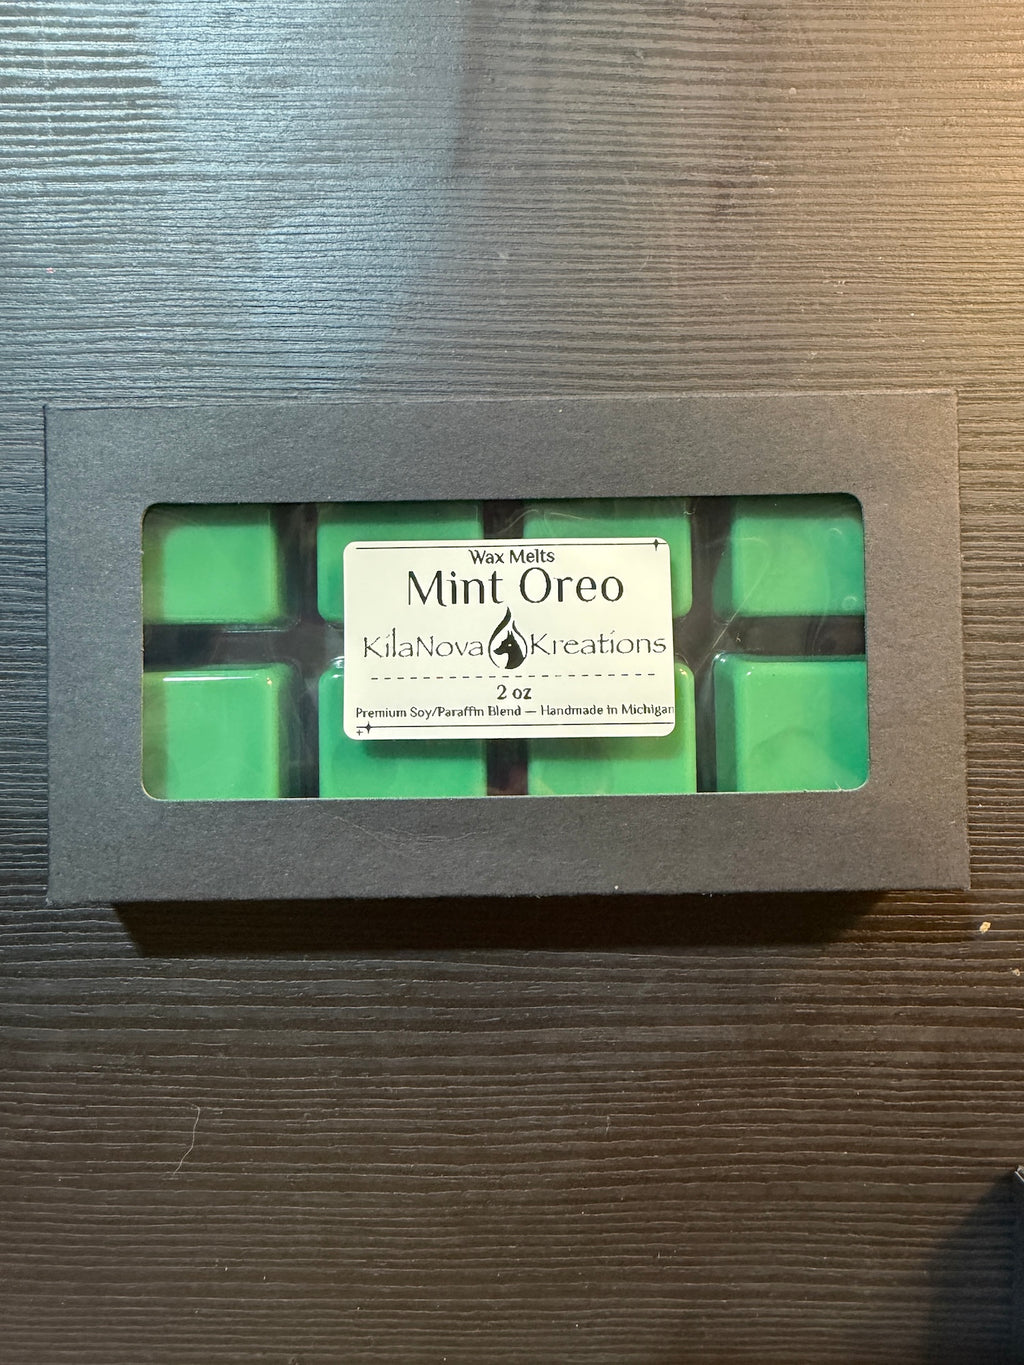 Wax Melts
Mint Oreo
KilaNova Kreations
2 oz
Premium Soy/Paraffin Blend — Handmade in Michigan